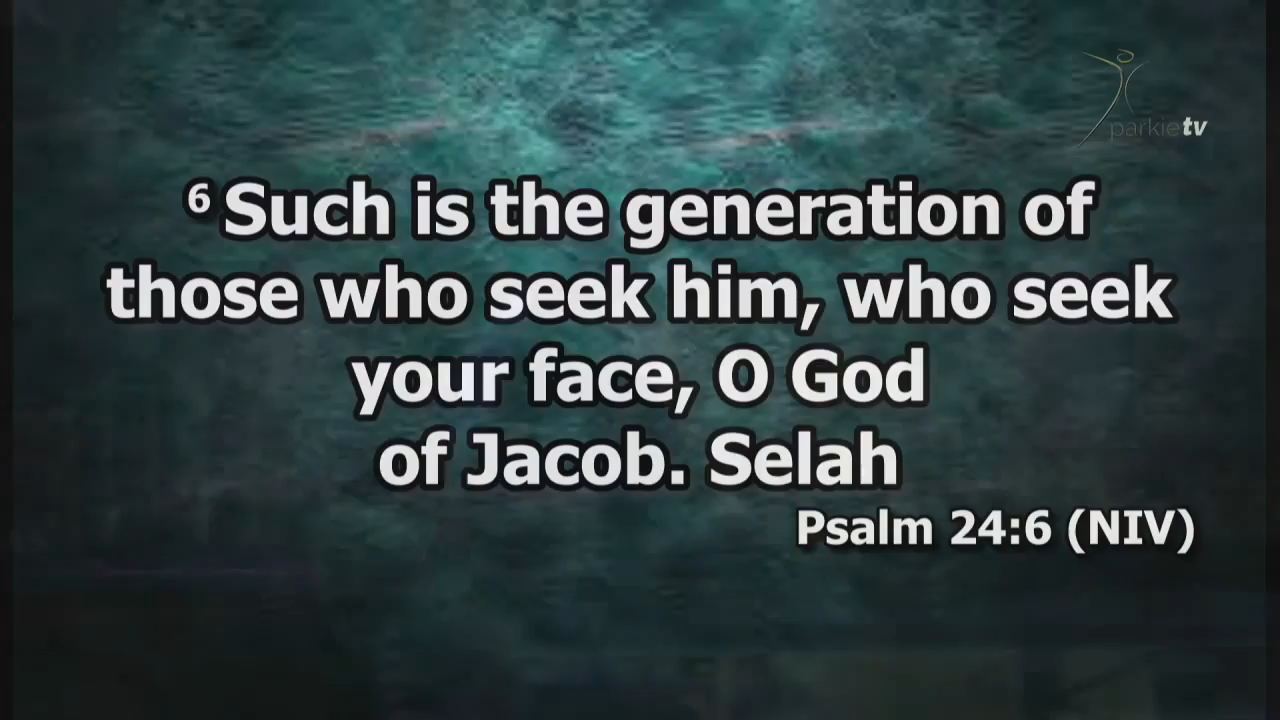 parkietv
6 Such is the generation of
those who seek him, who seek
your face, O God
of Jacob. Selah
Psalm 24:6 (NIV)